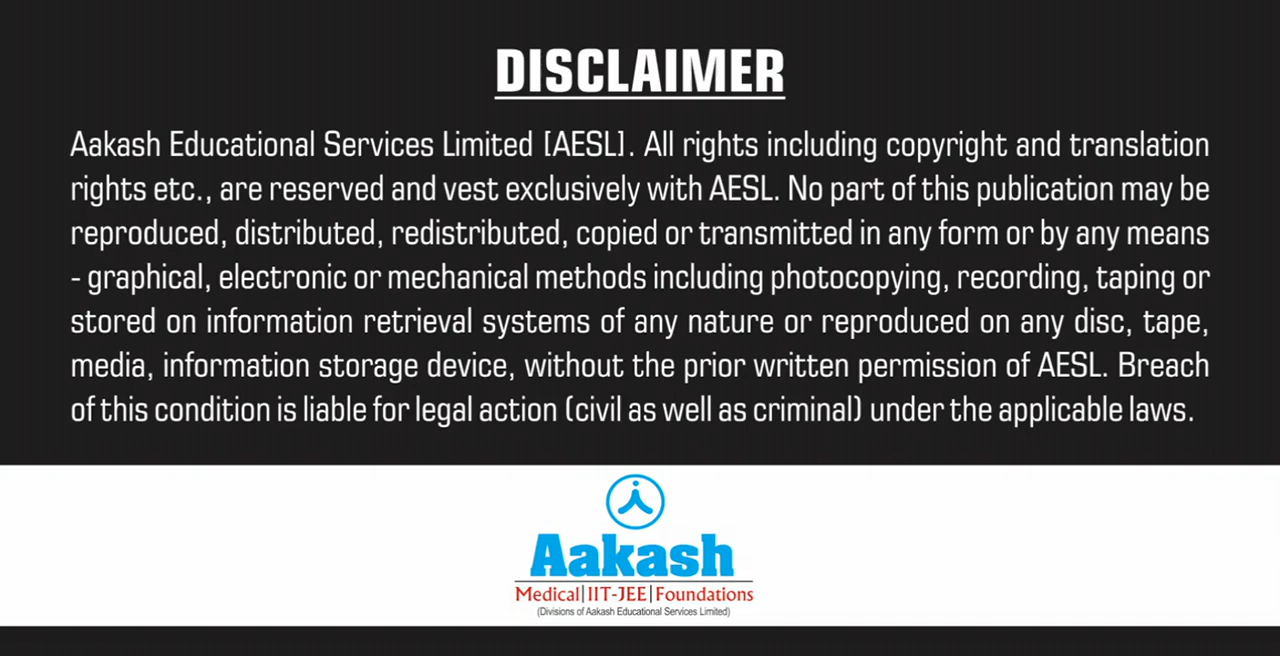 DISCLAIMER
Aakash Educational Services Limited [AESL]. All rights including copyright and translation
rights etc., are reserved and vest exclusively with AESL. No part of this publication may be
reproduced, distributed, redistributed, copied or transmitted in any form or by any means
- graphical, electronic or mechanical methods including photocopying, recording, taping or
stored on information retrieval systems of any nature or reproduced on any disc, tape,
media, information storage device, without the prior written permission of AESL. Breach
of this condition is liable for legal action (civil as well as criminal) under the applicable laws.
Aakash
Medical|IIT-JEE|Foundations
(Divisions of Aakash Educational Services Limited)